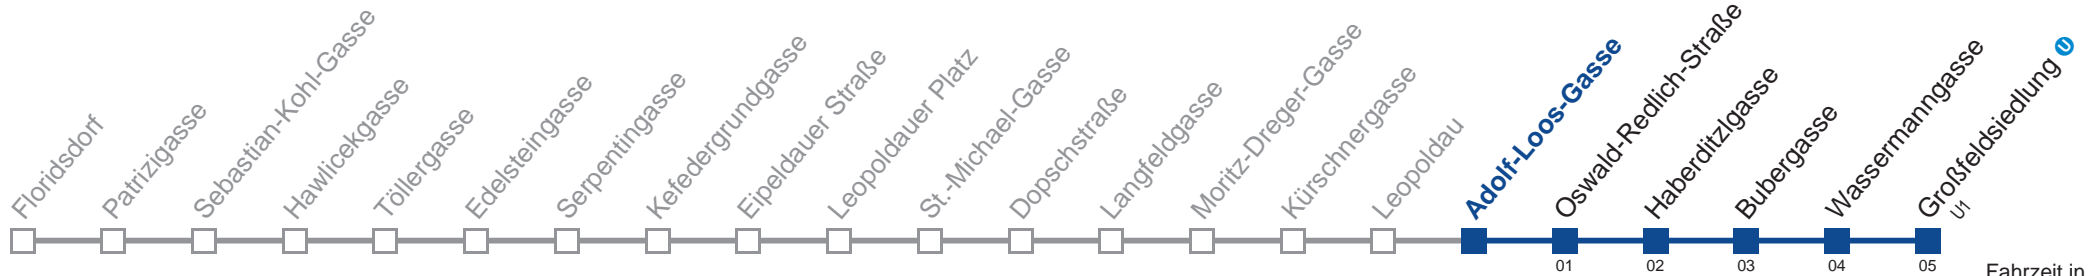 Floridsdorf
Patrizigasse
Sebastian-Kohl-Gasse
Hawlicekgasse
Töllergasse
Edelsteingasse
Serpentingasse
Kefedergrundgasse
Eipeldauer Straße
Leopoldauer Platz
St.-Michael-Gasse
Dopschstraße
Langfeldgasse
Moritz-Dreger-Gasse
Kürschnergasse
Leopoldau
Adolf-Loos-Gasse
Oswald-Redlich-Straße
Haberditzlgasse
Bubergasse
Wassermanngasse
Großfeldsiedlung U
U1
01 02 03 04 05
Fahrzeit in